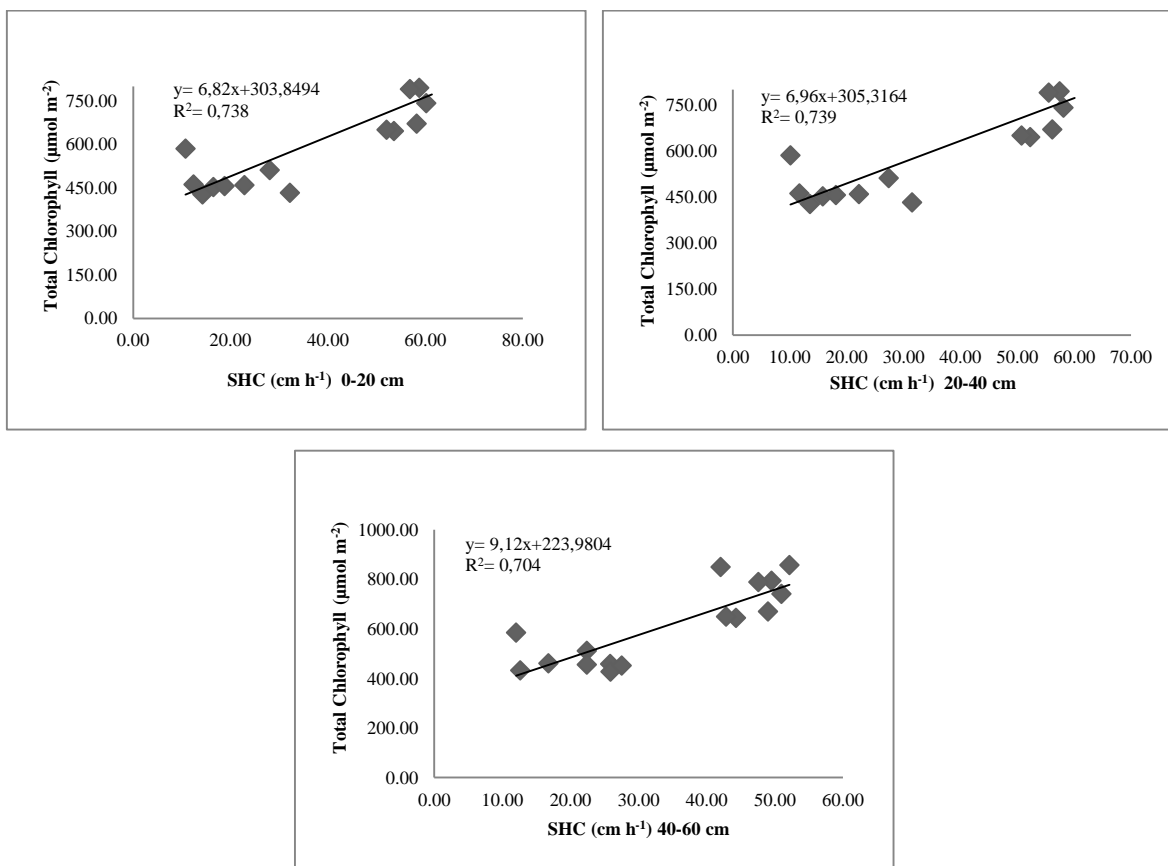 y= 6,82x+303,8494
R²= 0,738
750.00
600.00
450.00
300.00
150.00
0.00
0.00 20.00 40.00 60.00 80.00
Total Chlorophyll (µmol m⁻²)
SHC (cm h⁻¹) 0-20 cm
y= 6,96x+305,3164
R²= 0,739
750.00
600.00
450.00
300.00
150.00
0.00
0.00 10.00 20.00 30.00 40.00 50.00 60.00 70.00
Total Chlorophyll (µmol m⁻²)
SHC (cm h⁻¹) 20-40 cm
y= 9,12x+223,9804
R²= 0,704
1000.00
800.00
600.00
400.00
200.00
0.00
0.00 10.00 20.00 30.00 40.00 50.00 60.00
Total Chlorophyll (µmol m⁻²)
SHC (cm h⁻¹) 40-60 cm